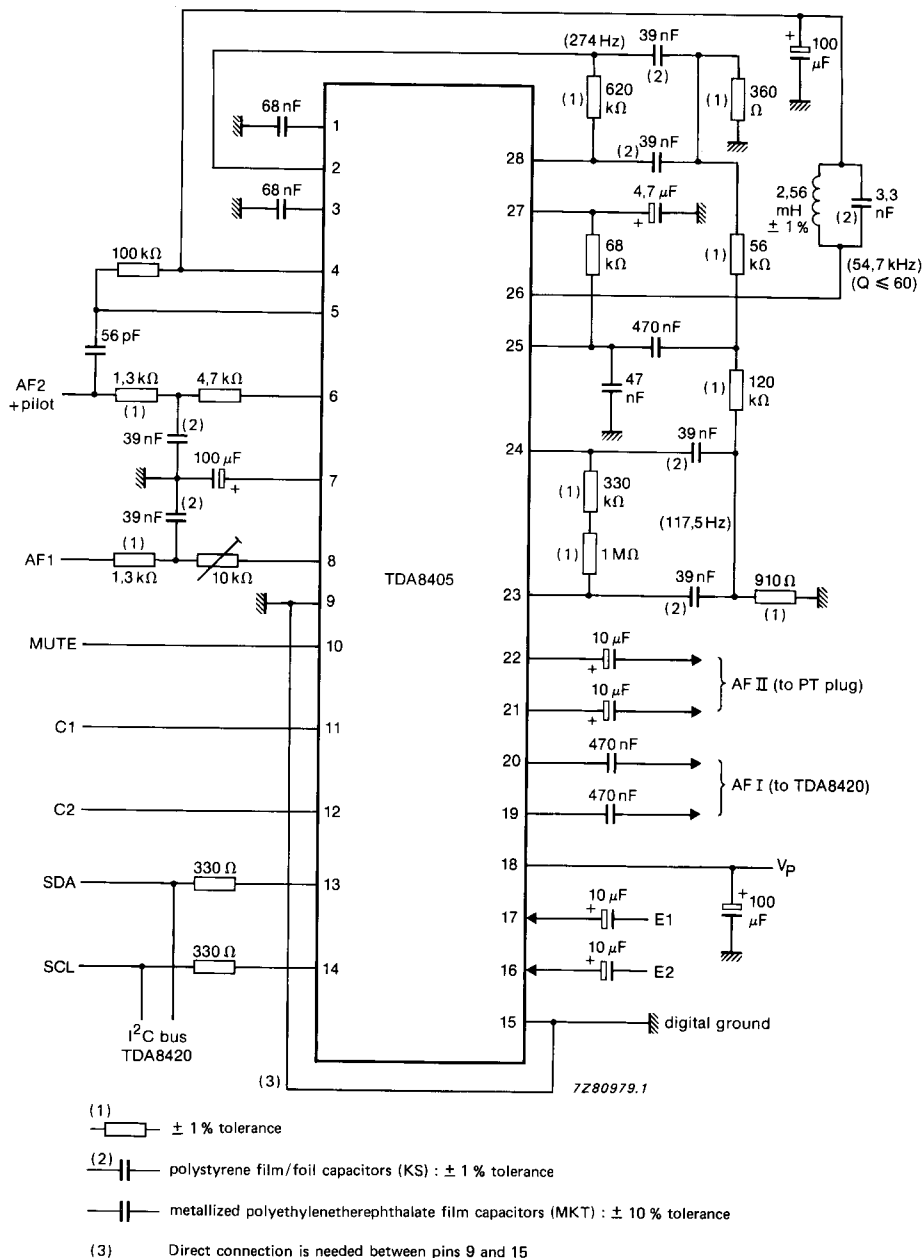 39 nF
(274 Hz)
(2)
+
100
μF
(1)
620
kΩ
(1)
360
Ω
68 nF
1
39 nF
28
(2)
2
68 nF
3
4,7 μF
27
+
2,56
mH
± 1%
(2)
3,3
nF
100 kΩ
4
68
kΩ
(1)
56
kΩ
(54,7 kHz)
(Q ≤ 60)
26
5
470 nF
25
56 pF
AF2
+ pilot
1,3 kΩ
(1)
4,7 kΩ
6
47
nF
(1)
120
kΩ
39 nF
(2)
39 nF
24
(2)
100 μF
+
7
39 nF
(2)
(1)
330
kΩ
(117,5 Hz)
AF1
(1)
1,3 kΩ
10 kΩ
8
TDA8405
(1)
1 MΩ
39 nF
23
(2)
910 Ω
(1)
9
MUTE
10
10 μF
22
+
AF II (to PT plug)
10 μF
21
+
C1
11
470 nF
20
AF I (to TDA8420)
470 nF
19
C2
12
18
VP
SDA
330 Ω
13
10 μF
17
+
E1
+
100
μF
SCL
330 Ω
14
10 μF
16
+
E2
15
digital ground
I²C bus
TDA8420
(3)
7Z80979.1
(1)
± 1% tolerance
(2)
polystyrene film/foil capacitors (KS) : ± 1% tolerance
metallized polyethylenetherephthalate film capacitors (MKT) : ± 10% tolerance
(3) Direct connection is needed between pins 9 and 15